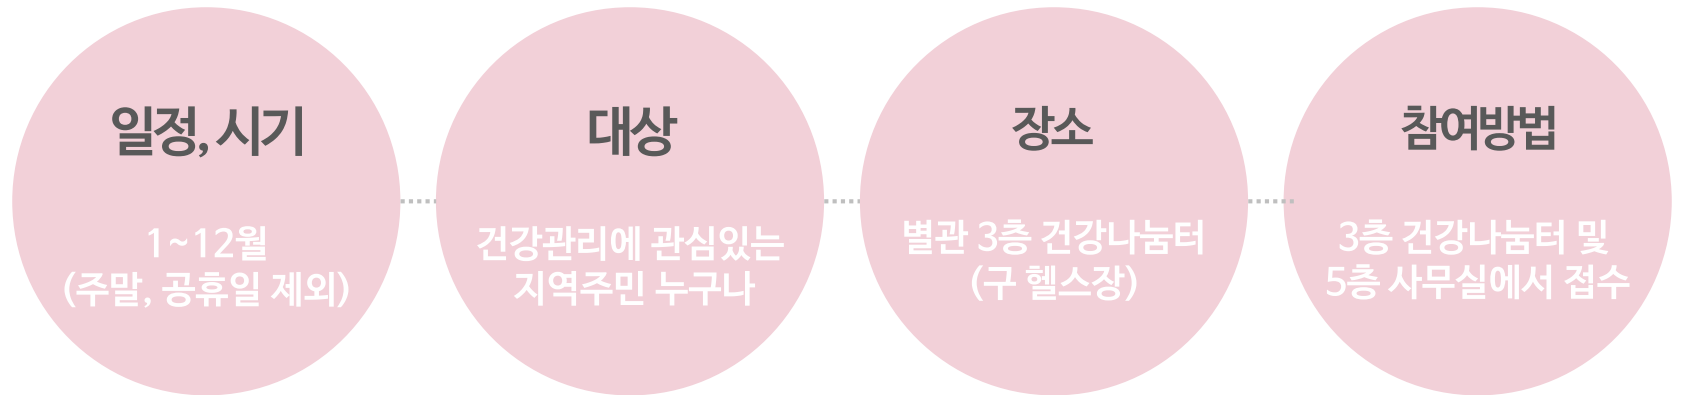 일정, 시기
1~12월
(주말, 공휴일 제외)
대상
건강관리에 관심있는
지역주민 누구나
장소
별관 3층 건강나눔터
(구 헬스장)
참여방법
3층 건강나눔터 및
5층 사무실에서 접수